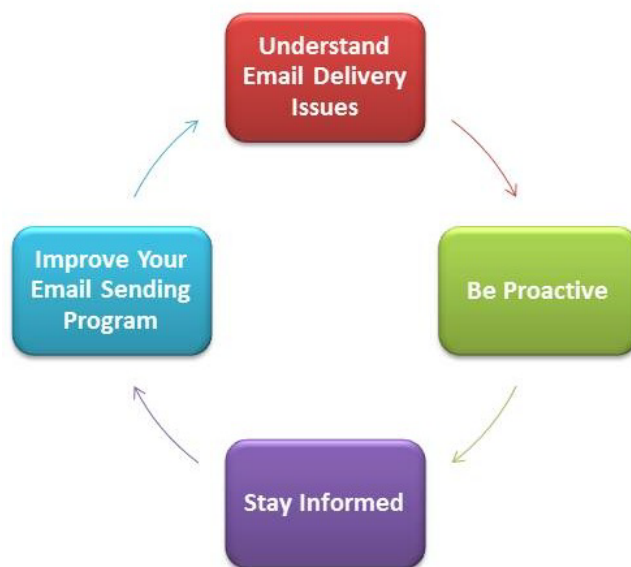 Understand
Email Delivery
Issues
Be Proactive
Stay Informed
Improve Your
Email Sending
Program